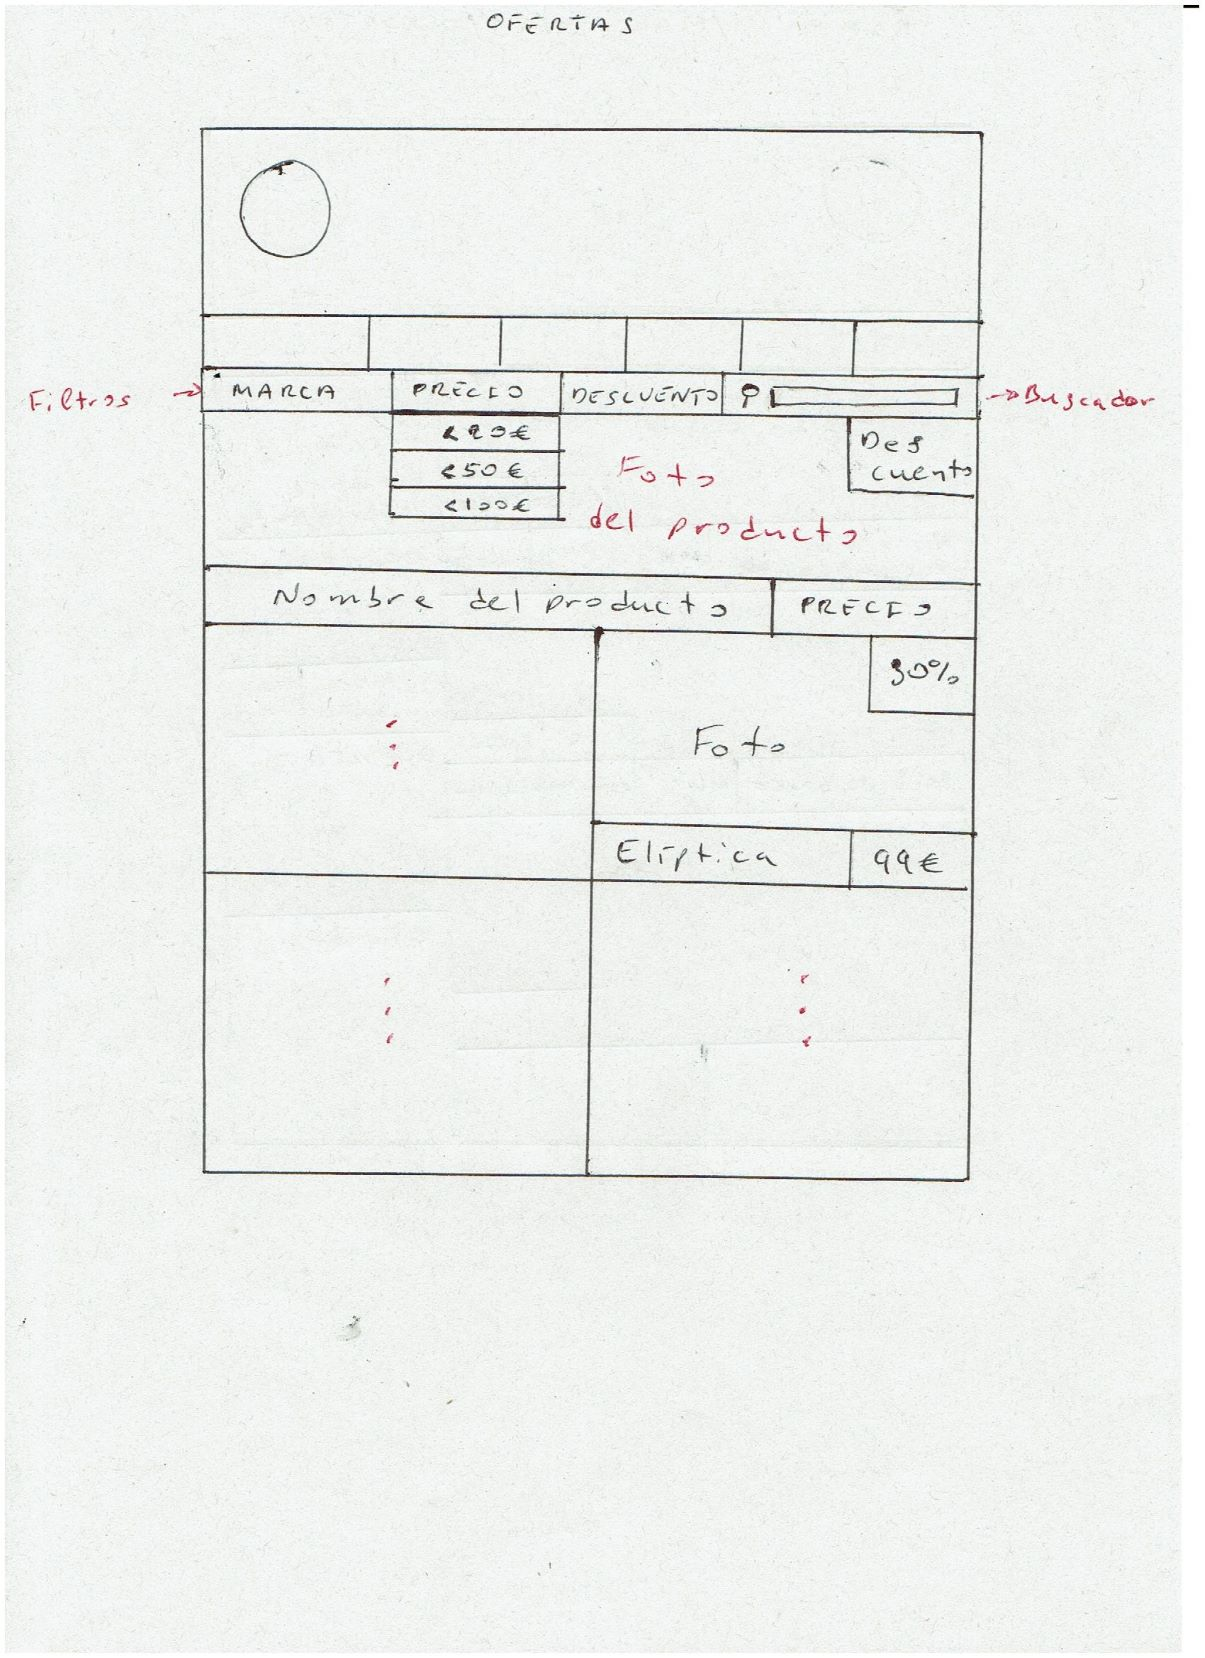 OFERTAS
Filtros
MARCA
PRECIO
DESCUENTO
Buscador
<20€
<50€
<100€
Foto
del producto
Des
cuento
Nombre del producto
PRECIO
30%
Foto
Elíptica
99€